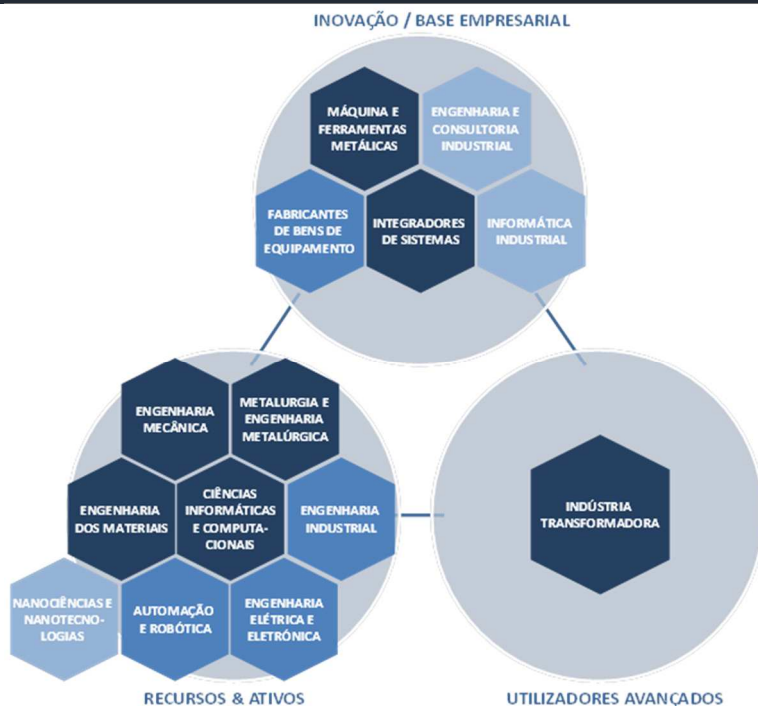 INOVAÇÃO / BASE EMPRESARIAL
MÁQUINA E
FERRAMENTAS
METÁLICAS
ENGENHARIA E
CONSULTORIA
INDUSTRIAL
FABRICANTES
DE BENS DE
EQUIPAMENTO
INTEGRADORES
DE SISTEMAS
INFORMÁTICA
INDUSTRIAL
ENGENHARIA
MECÂNICA
METALURGIA E
ENGENHARIA
METALÚRGICA
ENGENHARIA
DOS MATERIAIS
CIÊNCIAS
INFORMÁTICAS
E COMPUTA-
CIONAIS
ENGENHARIA
INDUSTRIAL
NANOCIÊNCIAS E
NANOTECNO-
LOGIAS
AUTOMAÇÃO
E ROBÓTICA
ENGENHARIA
ELÉTRICA E
ELETRÓNICA
RECURSOS & ATIVOS
INDÚSTRIA
TRANSFORMADORA
UTILIZADORES AVANÇADOS